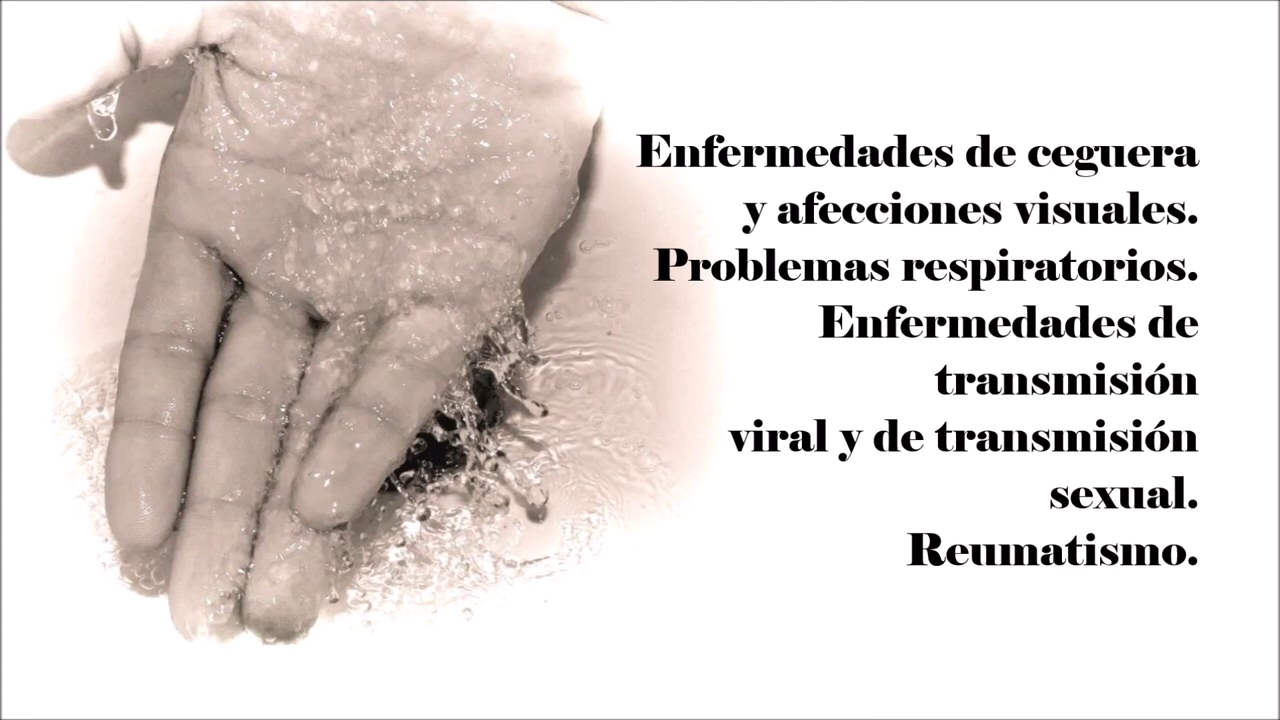 Enfermedades de ceguera
y afecciones visuales.
Problemas respiratorios.
Enfermedades de
transmisión
viral y de transmisión
sexual.
Reumatismo.